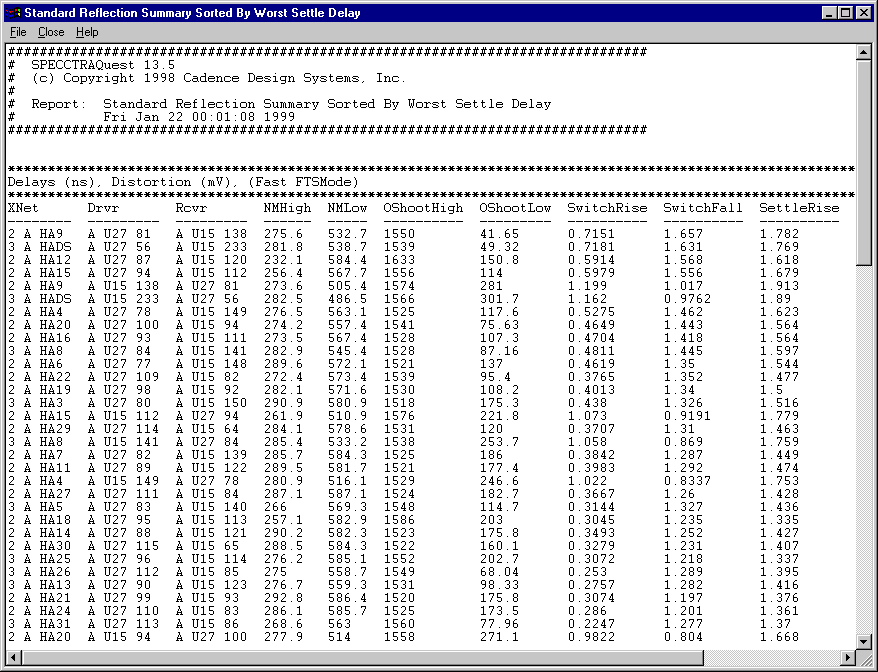 Standard Reflection Summary Sorted By Worst Settle Delay
File Close Help
################################################################################
# SPECCTRAQuest 13.5
# (c) Copyright 1998 Cadence Design Systems, Inc.
#
# Report: Standard Reflection Summary Sorted By Worst Settle Delay
# Fri Jan 22 00:01:08 1999
################################################################################
**********************************************************************************************************
Delays (ns), Distortion (mV), (Fast FTSMode)
**********************************************************************************************************
XNet Drvr Rcvr NMHigh NMLow OShootHigh OShootLow SwitchRise SwitchFall SettleRise
2 A HA9 A U27 81 A U15 138 275.6 532.7 1550 41.65 0.7151 1.657 1.782
3 A HADS A U27 56 A U15 233 281.8 538.7 1539 49.32 0.7181 1.631 1.769
2 A HA12 A U27 87 A U15 120 232.1 584.4 1633 150.8 0.5914 1.568 1.618
2 A HA15 A U27 94 A U15 112 256.4 567.7 1556 114 0.5979 1.556 1.679
2 A HA9 A U15 138 A U27 81 273.6 505.4 1574 281 1.199 1.017 1.913
3 A HADS A U15 233 A U27 56 282.5 486.5 1566 301.7 1.162 0.9762 1.89
2 A HA4 A U27 78 A U15 149 276.5 563.1 1525 117.6 0.5275 1.462 1.623
2 A HA20 A U27 100 A U15 94 274.2 557.4 1541 75.63 0.4649 1.443 1.564
2 A HA16 A U27 93 A U15 111 273.5 567.4 1528 107.3 0.4704 1.418 1.564
3 A HA8 A U27 84 A U15 141 282.9 545.4 1528 87.16 0.4811 1.445 1.597
2 A HA6 A U27 77 A U15 148 289.6 572.1 1521 137 0.4619 1.35 1.544
2 A HA22 A U27 109 A U15 82 272.4 573.4 1539 95.4 0.3765 1.352 1.477
2 A HA19 A U27 98 A U15 92 282.1 571.6 1530 108.2 0.4013 1.34 1.5
3 A HA3 A U27 80 A U15 150 290.9 580.9 1518 175.3 0.438 1.326 1.516
2 A HA15 A U15 112 A U27 94 261.9 510.9 1576 221.8 1.073 0.9191 1.779
2 A HA29 A U27 114 A U15 64 284.1 578.6 1531 120 0.3707 1.31 1.463
3 A HA8 A U15 141 A U27 84 285.4 533.2 1538 253.7 1.058 0.869 1.759
2 A HA7 A U27 82 A U15 139 285.7 584.3 1525 186 0.3842 1.287 1.449
2 A HA11 A U27 89 A U15 122 289.5 581.7 1521 177.4 0.3983 1.292 1.474
2 A HA4 A U15 149 A U27 78 280.9 516.1 1529 246.6 1.022 0.8337 1.753
2 A HA27 A U27 111 A U15 84 287.1 587.1 1524 182.7 0.3667 1.26 1.428
3 A HA5 A U27 83 A U15 140 266 569.3 1548 114.7 0.3144 1.327 1.436
2 A HA18 A U27 95 A U15 113 257.1 582.9 1586 203 0.3045 1.235 1.335
2 A HA14 A U27 88 A U15 121 290.2 582.3 1523 175.8 0.3493 1.252 1.427
2 A HA30 A U27 115 A U15 65 288.5 584.3 1522 160.1 0.3279 1.231 1.407
3 A HA25 A U27 96 A U15 114 276.2 585.1 1552 202.7 0.3072 1.218 1.337
3 A HA26 A U27 112 A U15 85 275 558.7 1549 68.04 0.253 1.289 1.395
3 A HA13 A U27 90 A U15 123 276.7 559.3 1531 98.33 0.2757 1.282 1.416
2 A HA21 A U27 99 A U15 93 292.8 586.4 1520 175.8 0.3074 1.197 1.376
2 A HA24 A U27 110 A U15 83 286.1 585.7 1525 173.5 0.286 1.201 1.361
3 A HA31 A U27 113 A U15 86 268.6 563 1560 77.96 0.2247 1.277 1.37
2 A HA20 A U15 94 A U27 100 277.9 514 1558 271.1 0.9822 0.804 1.668